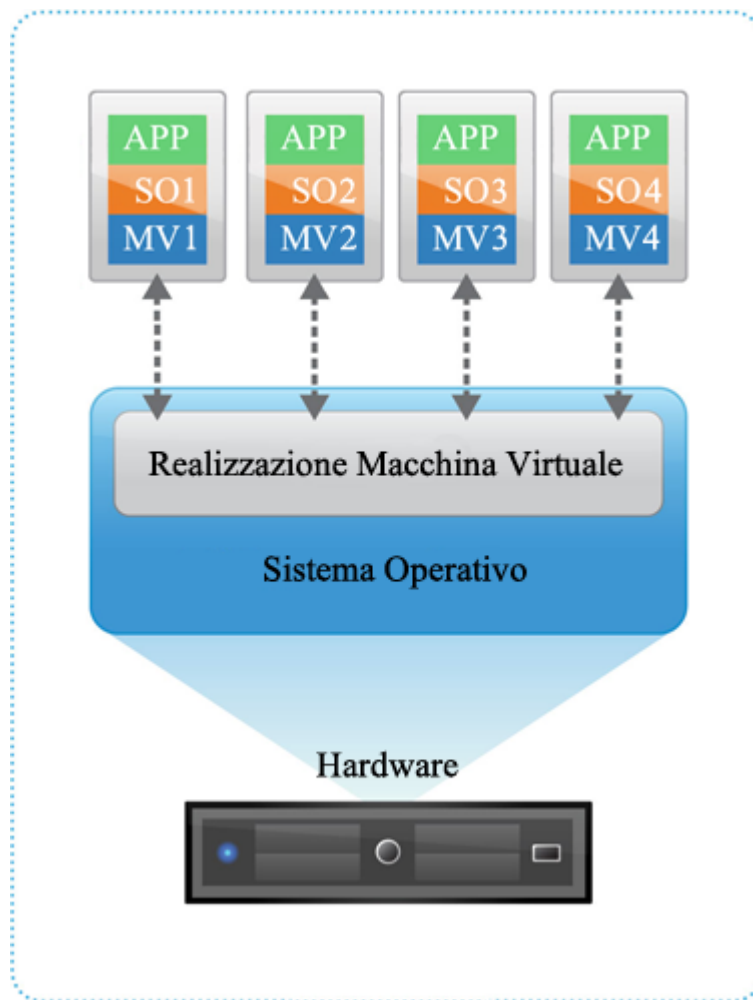 APP APP APP APP
SO1 SO2 SO3 SO4
MV1 MV2 MV3 MV4
Realizzazione Macchina Virtuale
Sistema Operativo
Hardware